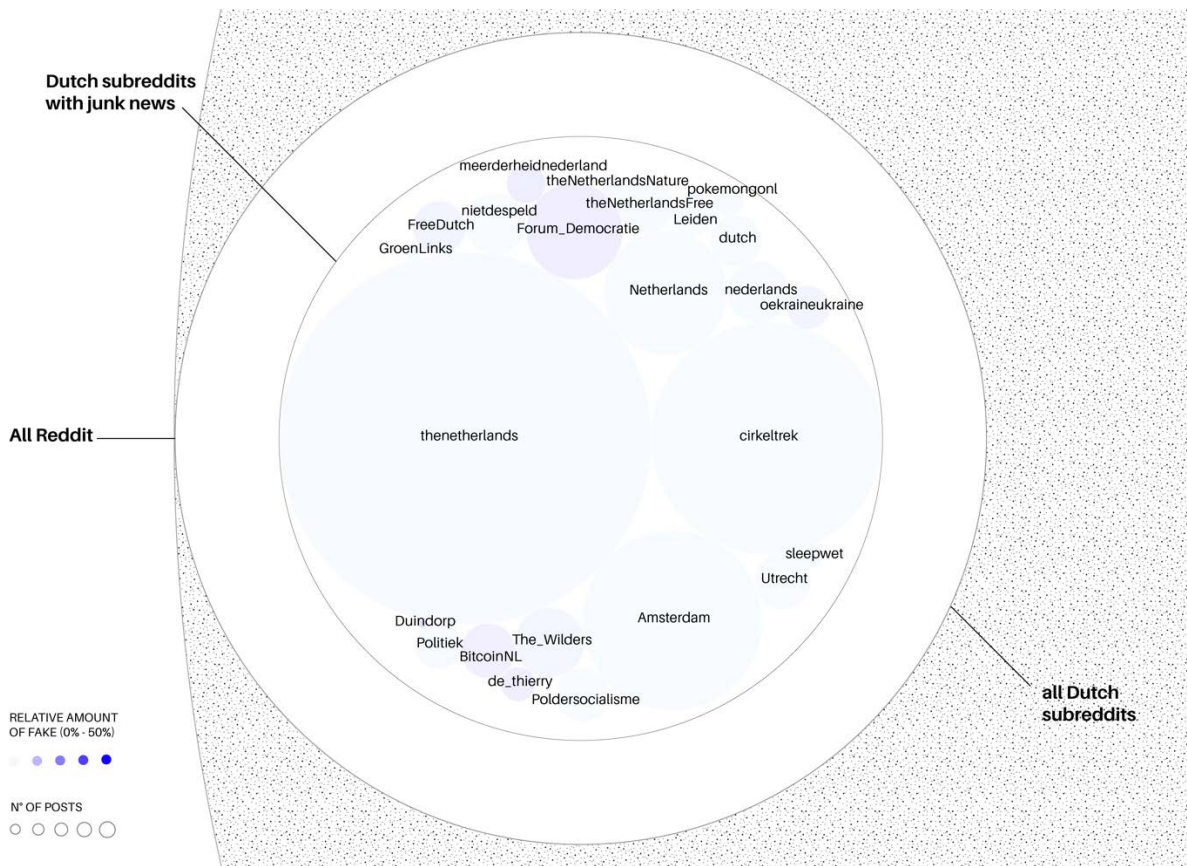 Dutch subreddits
with junk news
meerderheidnederland
theNetherlandsNature
pokemongonl
nietdespeld
theNetherlandsFree
FreeDutch
Forum_Democratie
Leiden
GroenLinks
dutch
Netherlands
nederlands
oekraineukraine
All Reddit
thenetherlands
cirkeltrek
sleepwet
Utrecht
Duindorp
Amsterdam
Politiek
The_Wilders
BitcoinNL
de_thierry
Poldersocialisme
all Dutch
subreddits
RELATIVE AMOUNT
OF FAKE (0% - 50%)
N° OF POSTS